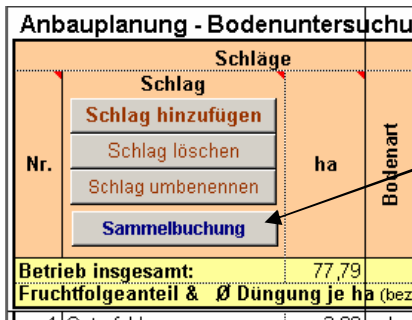 Anbauplanung - Bodenuntersuchu
Schläge
Schlag
Schlag hinzufügen
Schlag löschen
Schlag umbenennen
Sammelbuchung
Nr.
ha
Bodenart
Betrieb insgesamt: 77,79
Fruchtfolgeanteil & Ø Düngung je ha (bez